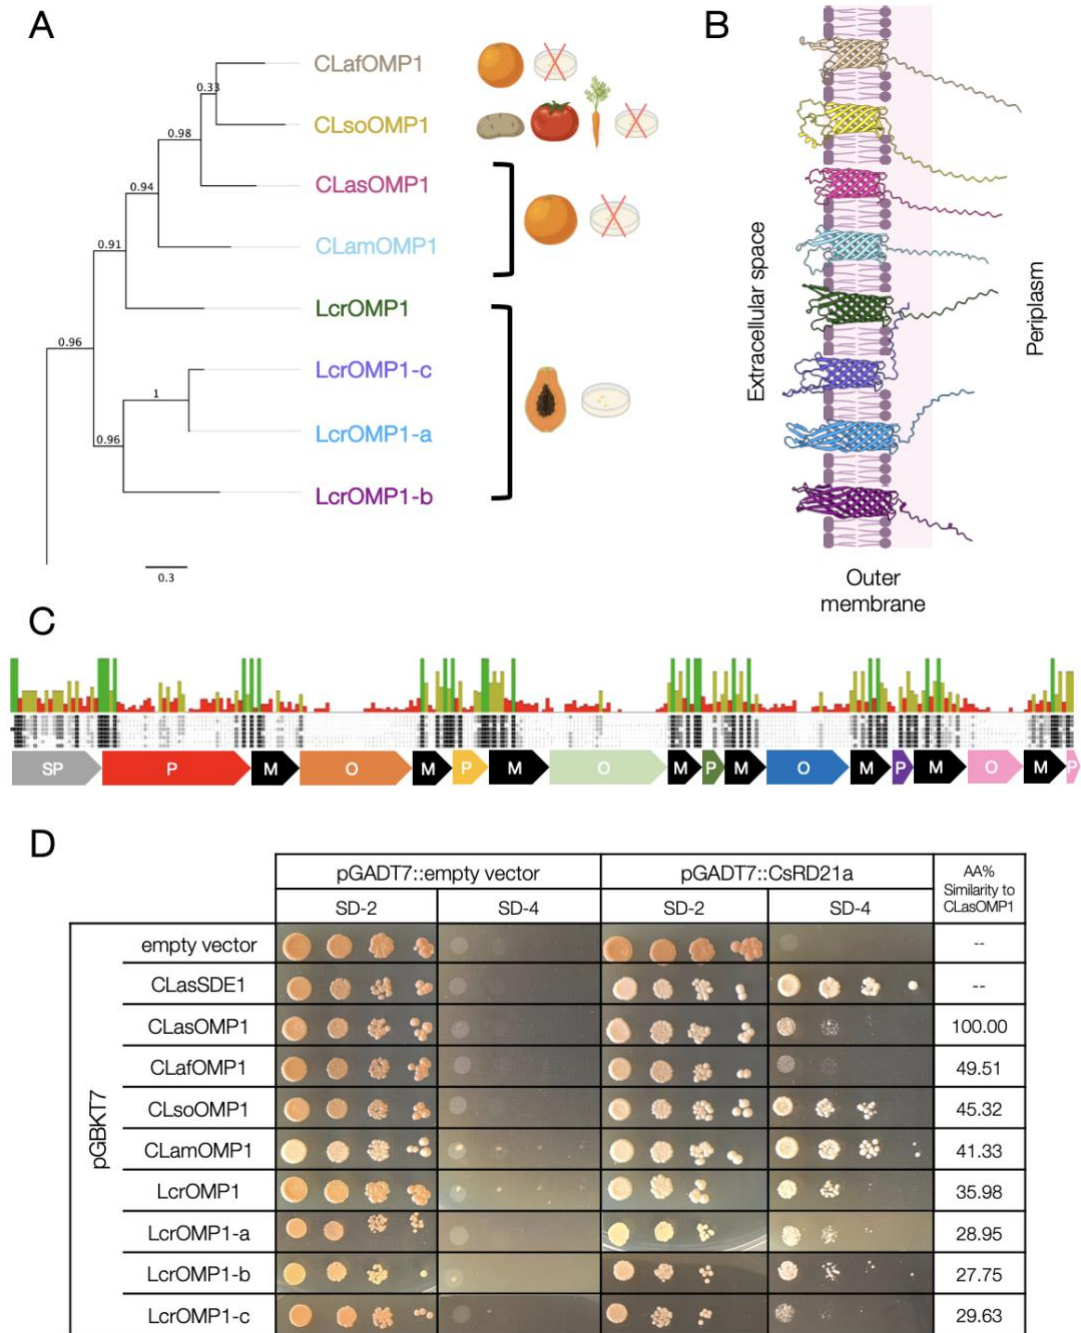 A
B
0.33
CLafOMP1
0.98
CLsoOMP1
0.94
CLasOMP1
0.91
CLamOMP1
LcrOMP1
0.96
LcrOMP1-c
1
LcrOMP1-a
0.96
LcrOMP1-b
0.3
Extracellular space
Periplasm
Outer
membrane
C
SP P M O M P M O M P M O M P M O M P
D
pGADT7::empty vector pGADT7::CsRD21a AA%
Similarity to
CLasOMP1
SD-2 SD-4 SD-2 SD-4
pGBKT7
empty vector --
CLasSDE1 --
CLasOMP1 100.00
CLafOMP1 49.51
CLsoOMP1 45.32
CLamOMP1 41.33
LcrOMP1 35.98
LcrOMP1-a 28.95
LcrOMP1-b 27.75
LcrOMP1-c 29.63